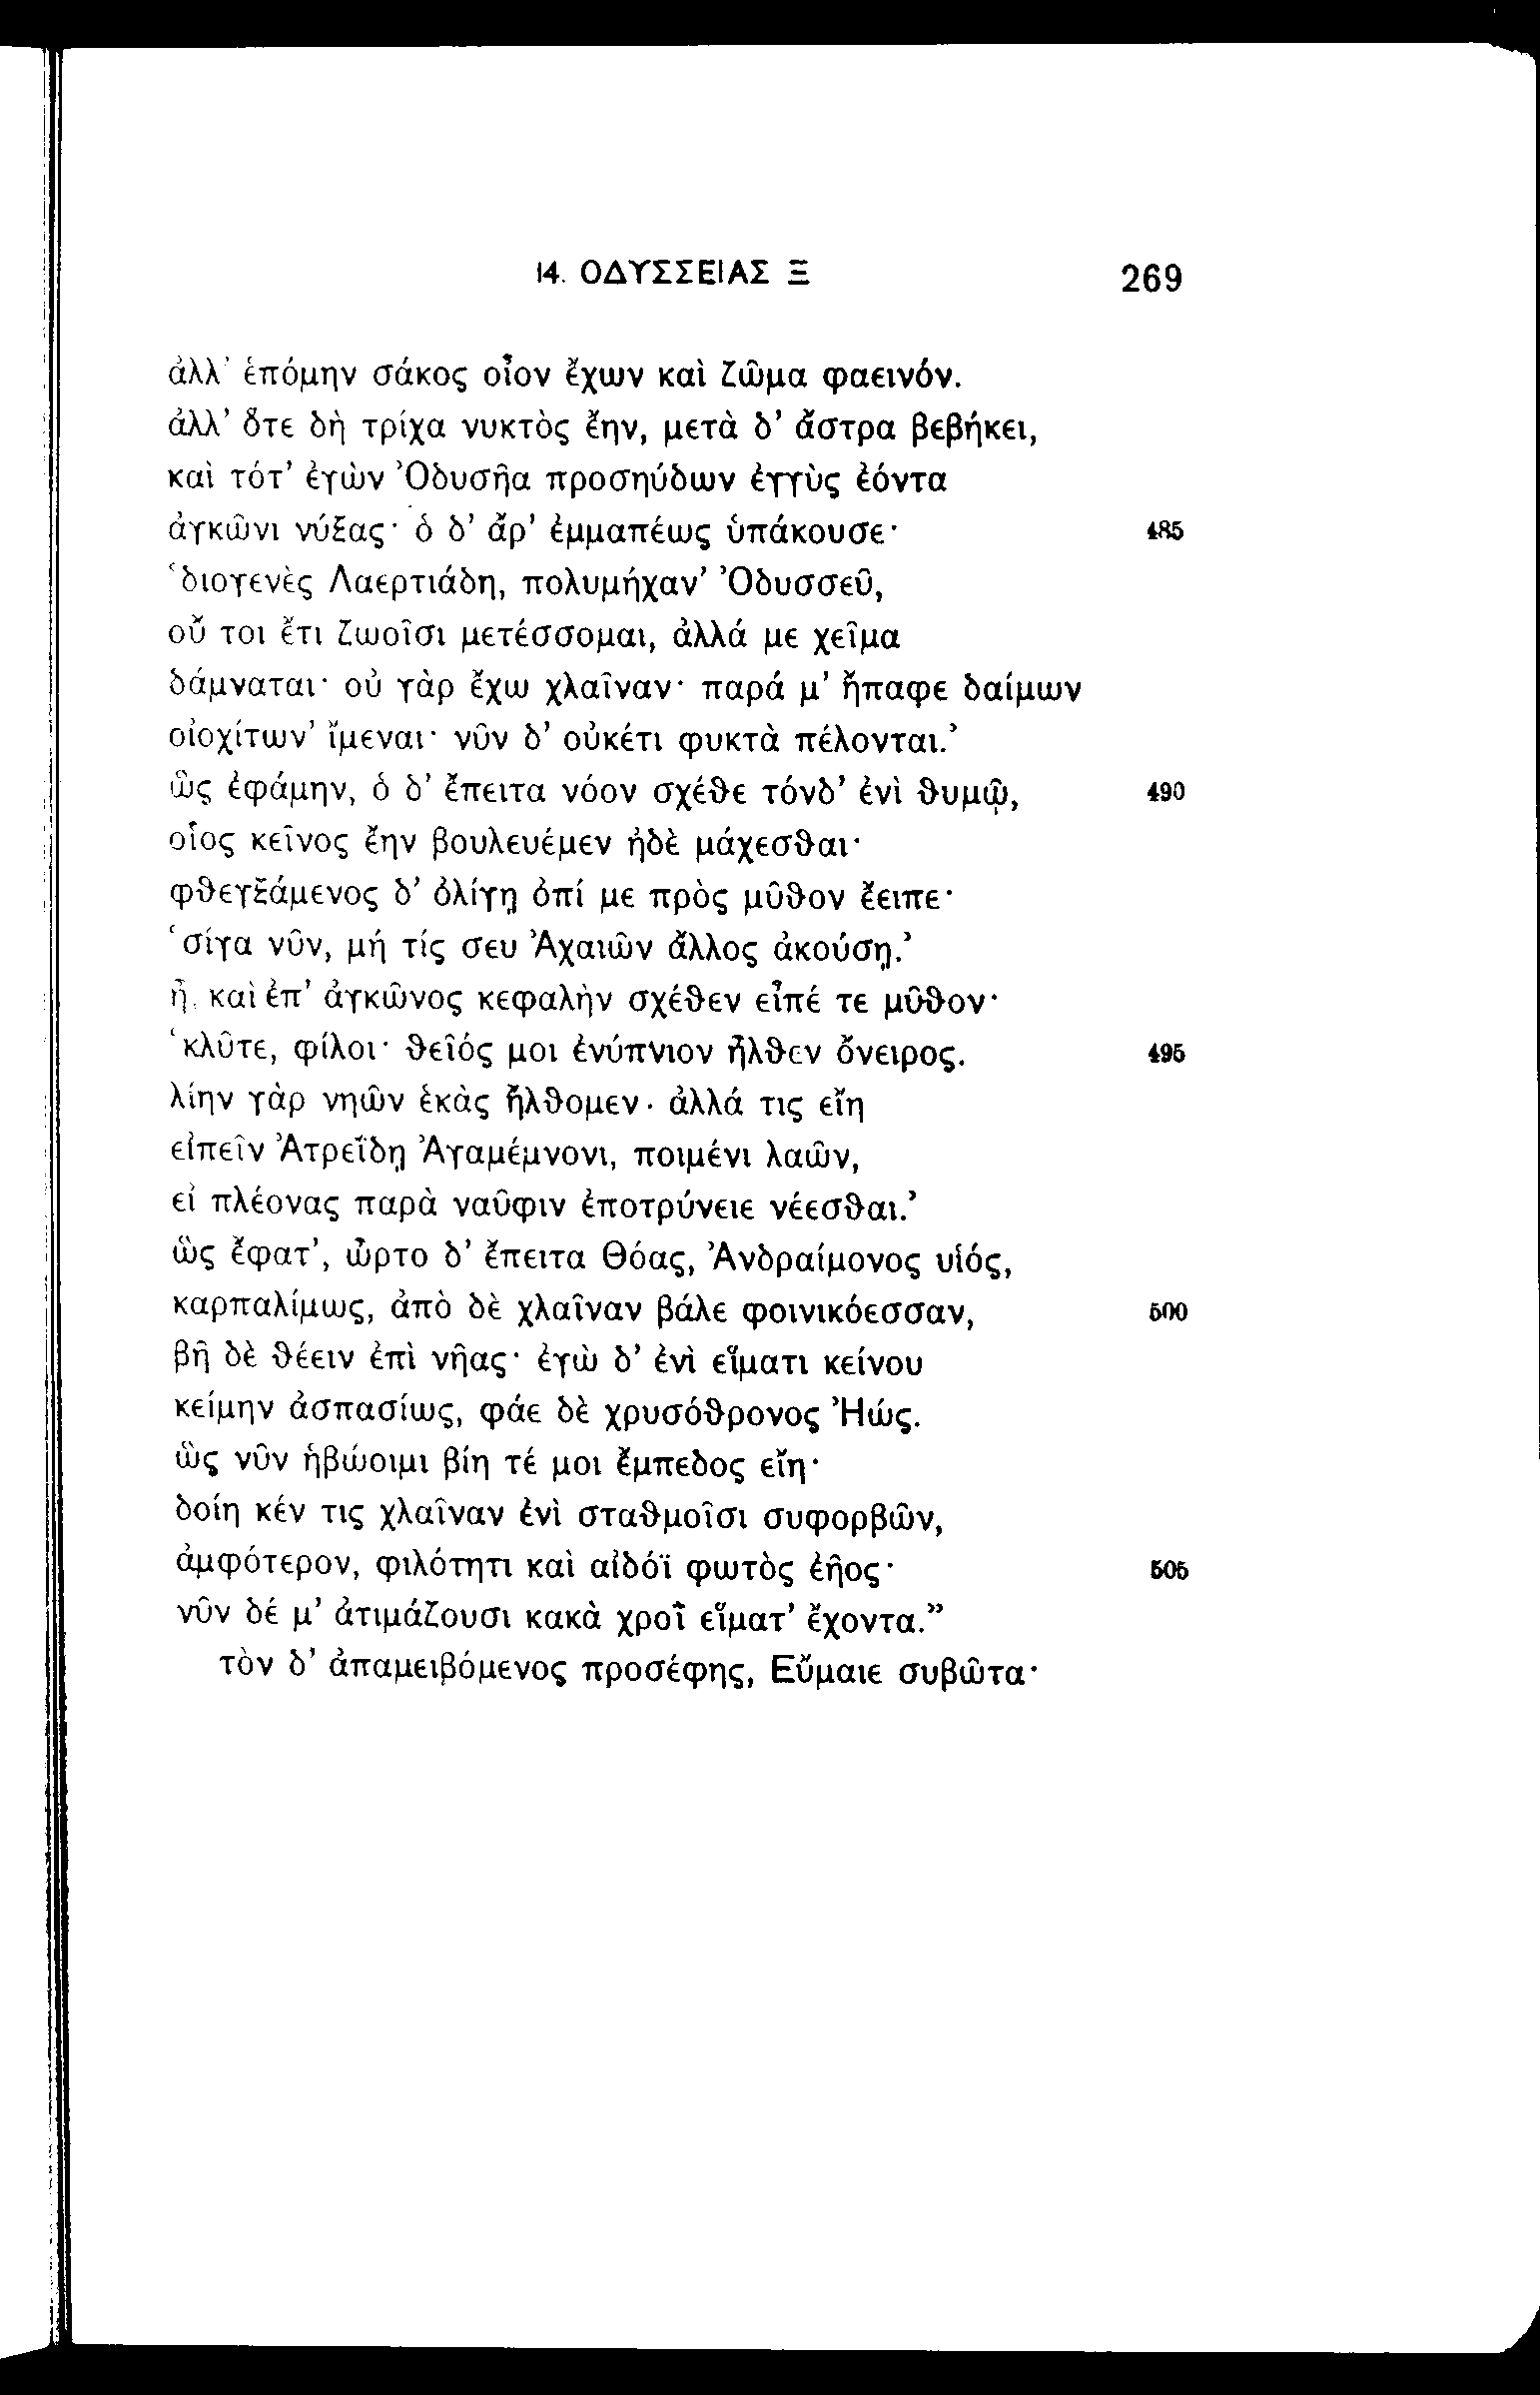 14. ΟΔΥΣΣΕΙΑΣ Ξ 269
ἀλλ’ ἑπόμην σάκος οἶον ἔχων καὶ ζῶμα φαεινόν.
ἀλλ’ ὅτε δὴ τρίχα νυκτὸς ἔην, μετὰ δ’ ἄστρα βεβήκει,
καὶ τότ’ ἐγὼν Ὀδυσῆα προσηύδων ἐγγὺς ἐόντα
ἀγκῶνι νύξας· ὁ δ’ ἄρ’ ἐμμαπέως ὑπάκουσε· 485
‘διογενὲς Λαερτιάδη, πολυμήχαν’ Ὀδυσσεῦ,
οὔ τοι ἔτι ζωοῖσι μετέσσομαι, ἀλλά με χεῖμα
δάμναται· οὐ γὰρ ἔχω χλαῖναν· παρά μ’ ἤπαφε δαίμων
οἰοχίτων’ ἴμεναι· νῦν δ’ οὐκέτι φυκτὰ πέλονται.’
ὣς ἐφάμην, ὁ δ’ ἔπειτα νόον σχέθε τόνδ’ ἐνὶ θυμῷ, 490
οἷος κεῖνος ἔην βουλευέμεν ἠδὲ μάχεσθαι·
φθεγξάμενος δ’ ὀλίγῃ ὀπί με πρὸς μῦθον ἔειπε·
‘σίγα νῦν, μή τίς σευ Ἀχαιῶν ἄλλος ἀκούσῃ.’
ἦ, καὶ ἐπ’ ἀγκῶνος κεφαλὴν σχέθεν εἶπέ τε μῦθον·
‘κλῦτε, φίλοι· θεῖός μοι ἐνύπνιον ἦλθεν ὄνειρος. 495
λίην γὰρ νηῶν ἑκὰς ἤλθομεν· ἀλλά τις εἴη
εἰπεῖν Ἀτρεΐδῃ Ἀγαμέμνονι, ποιμένι λαῶν,
εἰ πλέονας παρὰ ναῦφιν ἐποτρύνειε νέεσθαι.’
ὣς ἔφατ’, ὦρτο δ’ ἔπειτα Θόας, Ἀνδραίμονος υἱός,
καρπαλίμως, ἀπὸ δὲ χλαῖναν βάλε φοινικόεσσαν, 500
βῆ δὲ θέειν ἐπὶ νῆας· ἐγὼ δ’ ἐνὶ εἵματι κείνου
κείμην ἀσπασίως, φάε δὲ χρυσόθρονος Ἠώς.
ὣς νῦν ἡβώοιμι βίη τέ μοι ἔμπεδος εἴη·
δοίη κέν τις χλαῖναν ἐνὶ σταθμοῖσι συφορβῶν,
ἀμφότερον, φιλότητι καὶ αἰδόϊ φωτὸς ἐῆος· 505
νῦν δέ μ’ ἀτιμάζουσι κακὰ χροῒ εἵματ’ ἔχοντα.”
τὸν δ’ ἀπαμειβόμενος προσέφης, Εὔμαιε συβῶτα·